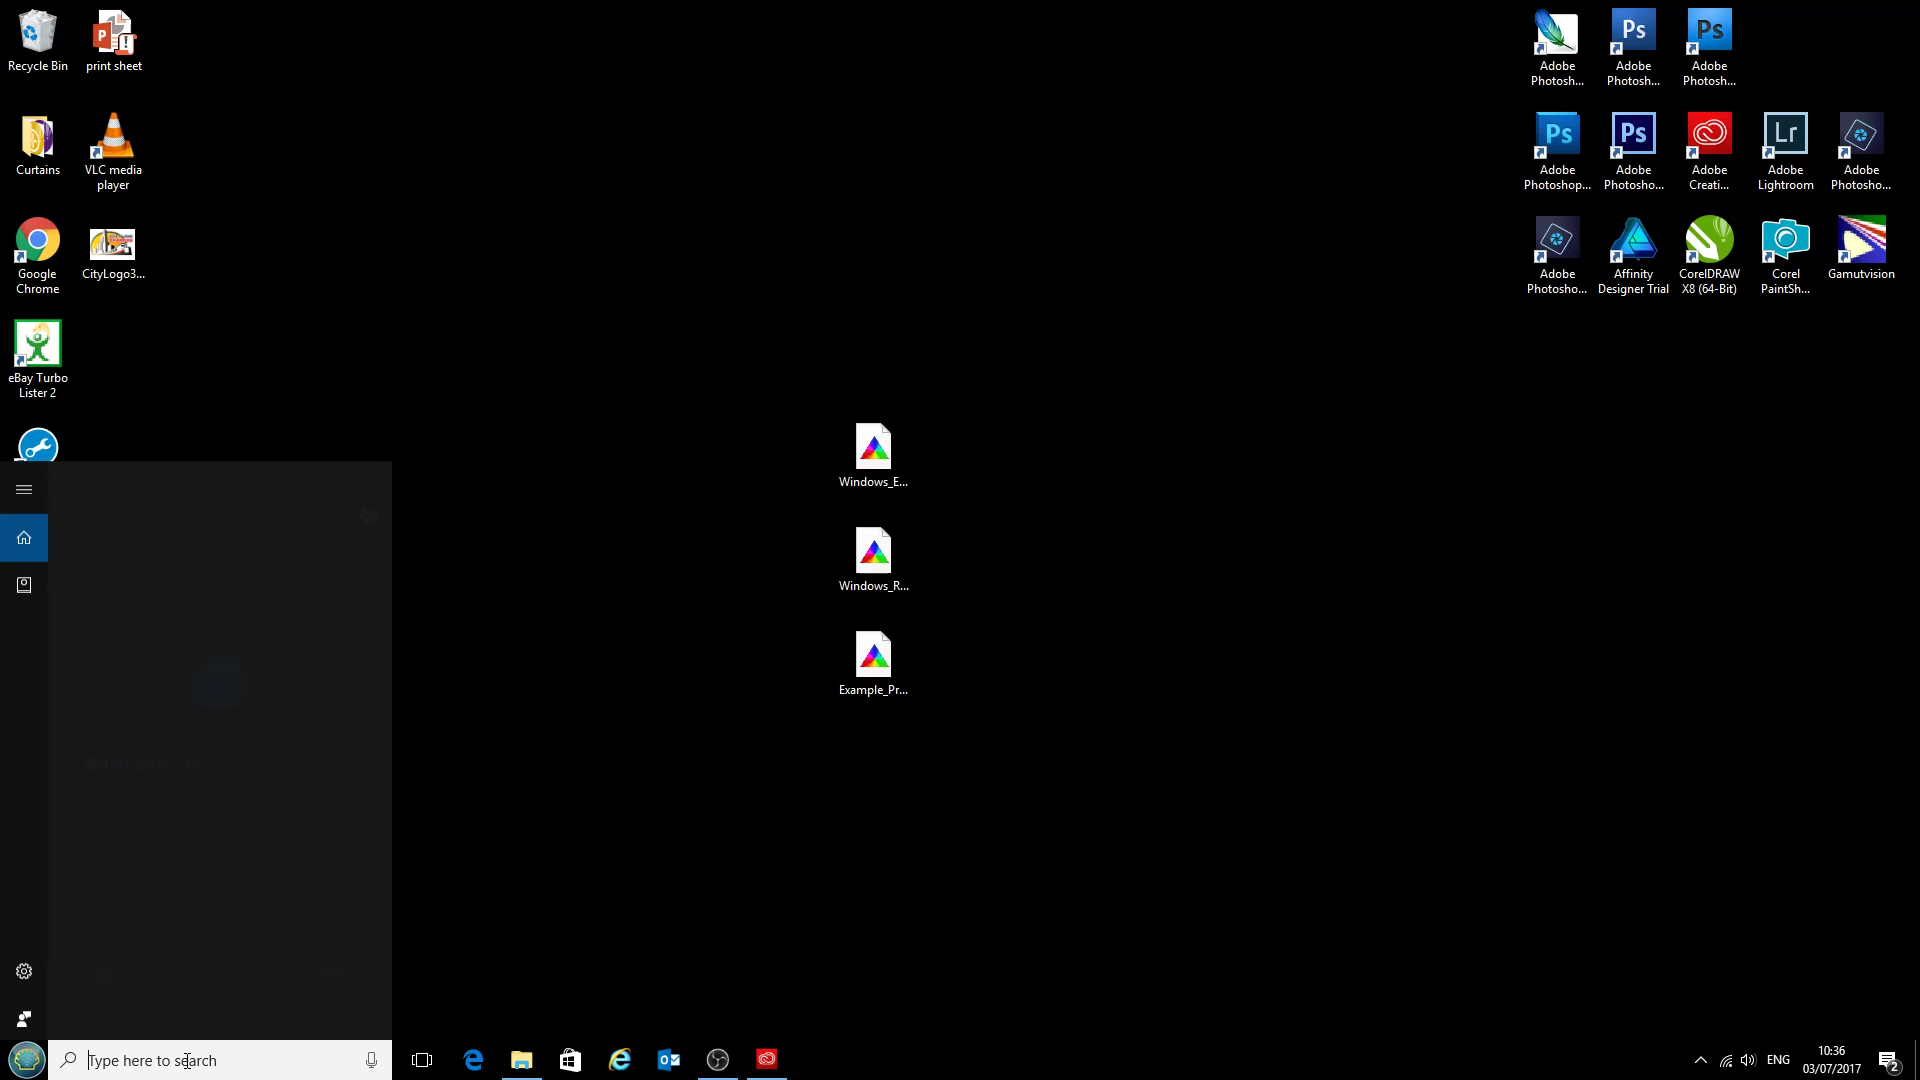 Recycle Bin
print sheet
Curtains
VLC media
player
Google
Chrome
CityLogo3...
eBay Turbo
Lister 2
Adobe
Photosh...
Adobe
Photosh...
Adobe
Photosh...
Adobe
Photoshop...
Adobe
Photosho...
Adobe
Creati...
Adobe
Lightroom
Adobe
Photosho...
Adobe
Photosho...
Affinity
Designer Trial
CorelDRAW
X8 (64-Bit)
Corel
PaintSh...
Gamutvision
Windows_E...
Windows_R...
Example_Pr...
Type here to search
ENG
10:36
03/07/2017
2